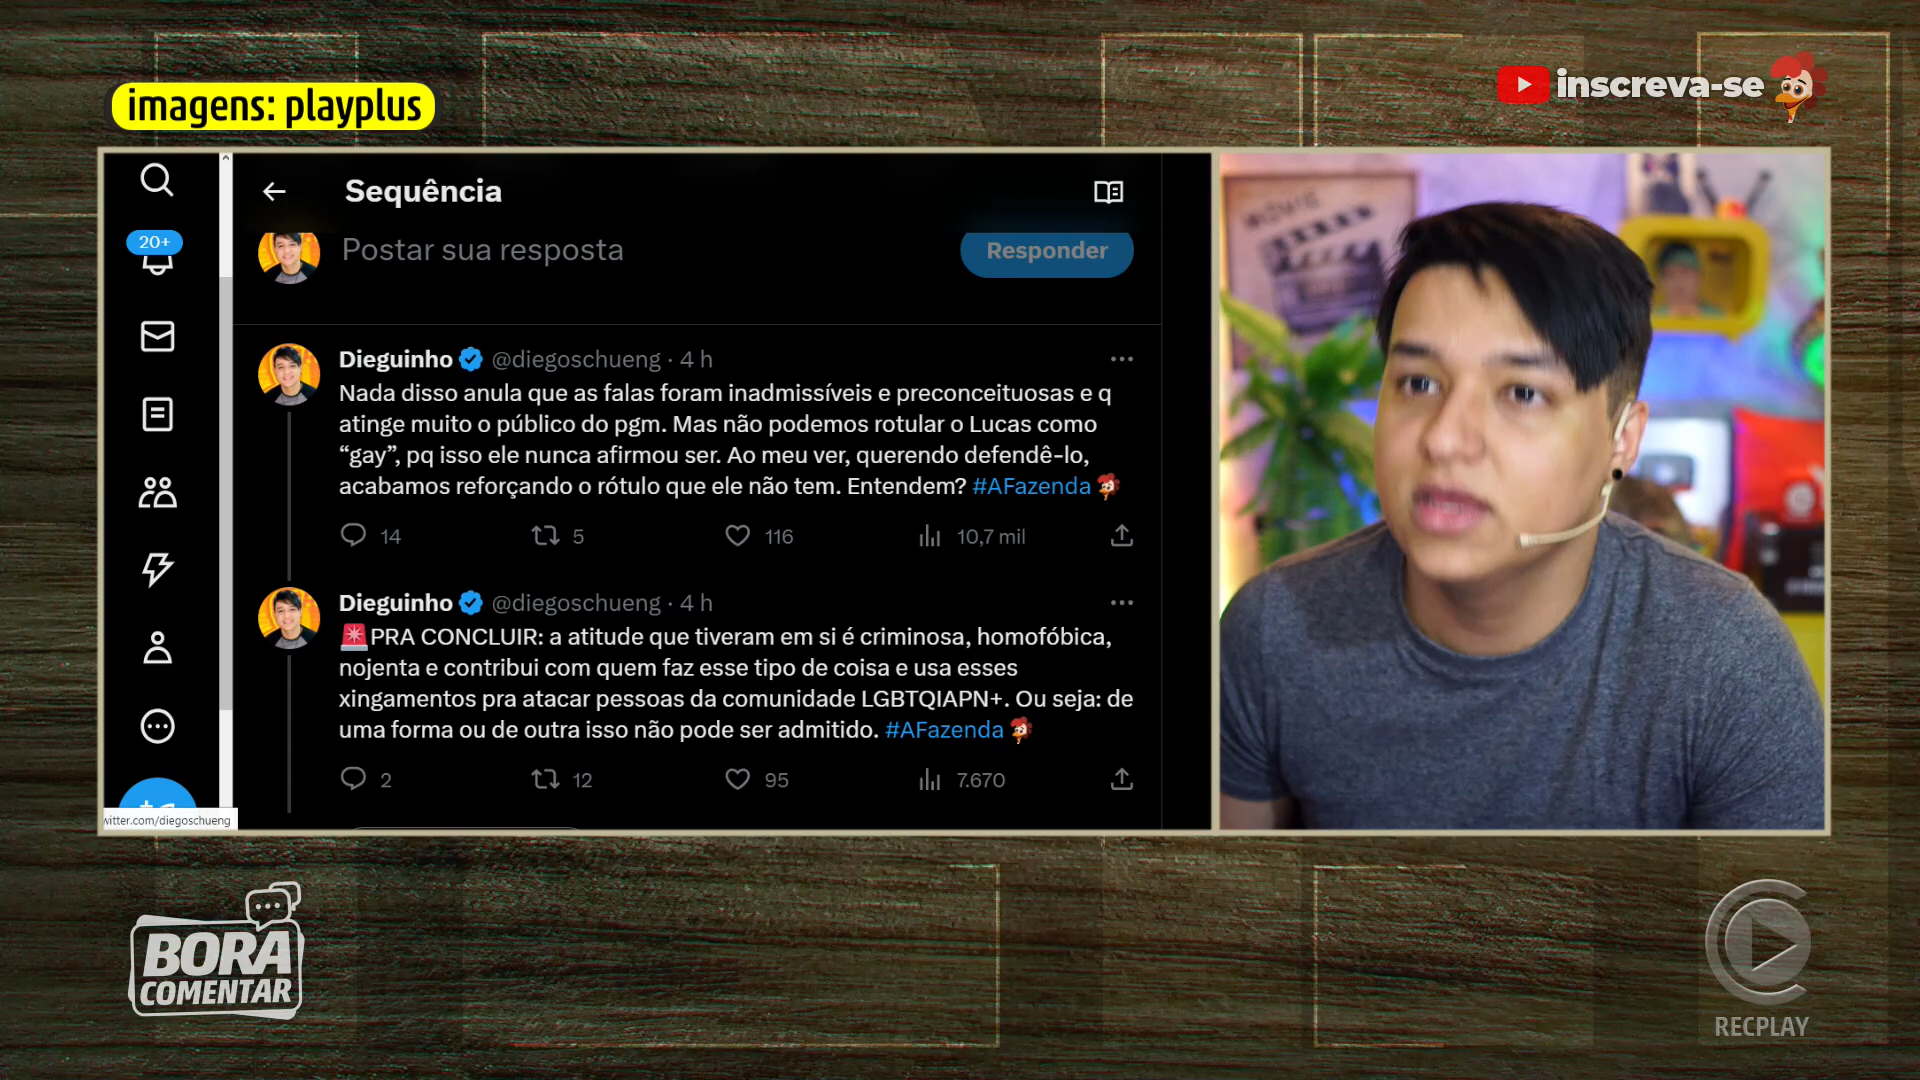 imagens: playplus
inscreva-se
MOVIE
20+
Sequência
Postar sua resposta
Responder
Dieguinho @diegoschueng · 4 h
Nada disso anula que as falas foram inadmissíveis e preconceituosas e q
atinge muito o público do pgm. Mas não podemos rotular o Lucas como
“gay”, pq isso ele nunca afirmou ser. Ao meu ver, querendo defendê-lo,
acabamos reforçando o rótulo que ele não tem. Entendem? #AFazenda
14 5 116 10,7 mil
Dieguinho @diegoschueng · 4 h
PRA CONCLUIR: a atitude que tiveram em si é criminosa, homofóbica,
nojenta e contribui com quem faz esse tipo de coisa e usa esses
xingamentos pra atacar pessoas da comunidade LGBTQIAPN+. Ou seja: de
uma forma ou de outra isso não pode ser admitido. #AFazenda
2 12 95 7.670
witter.com/diegoschueng
BORA
COMENTAR
RECPLAY